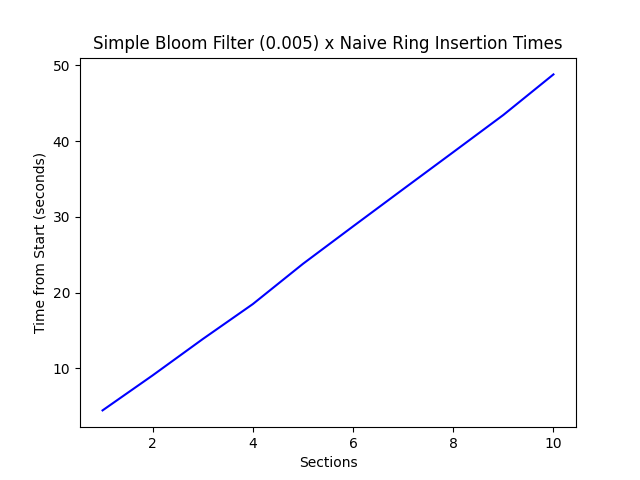 Simple Bloom Filter (0.005) x Naive Ring Insertion Times
50
40
30
20
10
Time from Start (seconds)
2 4 6 8 10
Sections